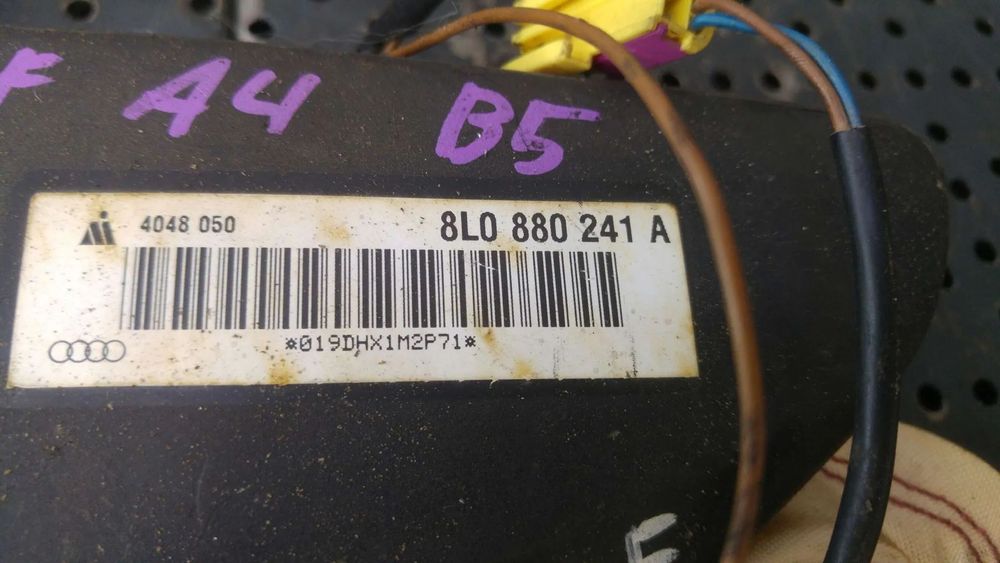 F A4 B5
4048 050
8L0 880 241 A
*019DHX1M2P71*
F